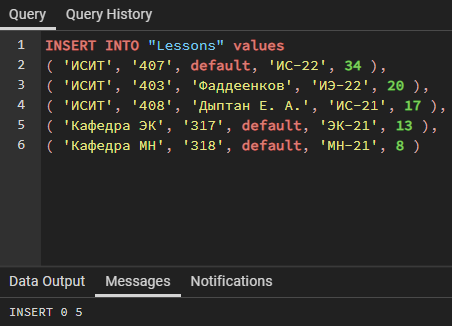 Query Query History
1 INSERT INTO "Lessons" values
2 ( 'ИСИТ', '407', default, 'ИС-22', 34 ),
3 ( 'ИСИТ', '403', 'Фаддеенков', 'ИЭ-22', 20 ),
4 ( 'ИСИТ', '408', 'Дыптан Е. А.', 'ИС-21', 17 ),
5 ( 'Кафедра ЭК', '317', default, 'ЭК-21', 13 ),
6 ( 'Кафедра МН', '318', default, 'МН-21', 8 )
Data Output Messages Notifications
INSERT 0 5